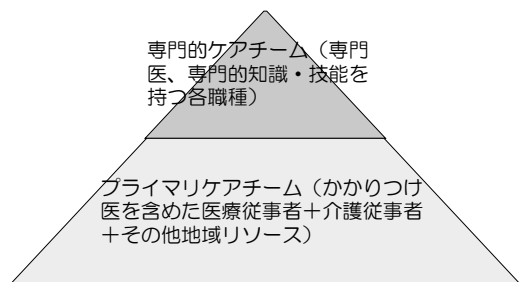 専門的ケアチーム（専門
医、専門的知識・技能を
持つ各職種）
プライマリケアチーム（かかりつけ
医を含めた医療従事者＋介護従事者
＋その他地域リソース）